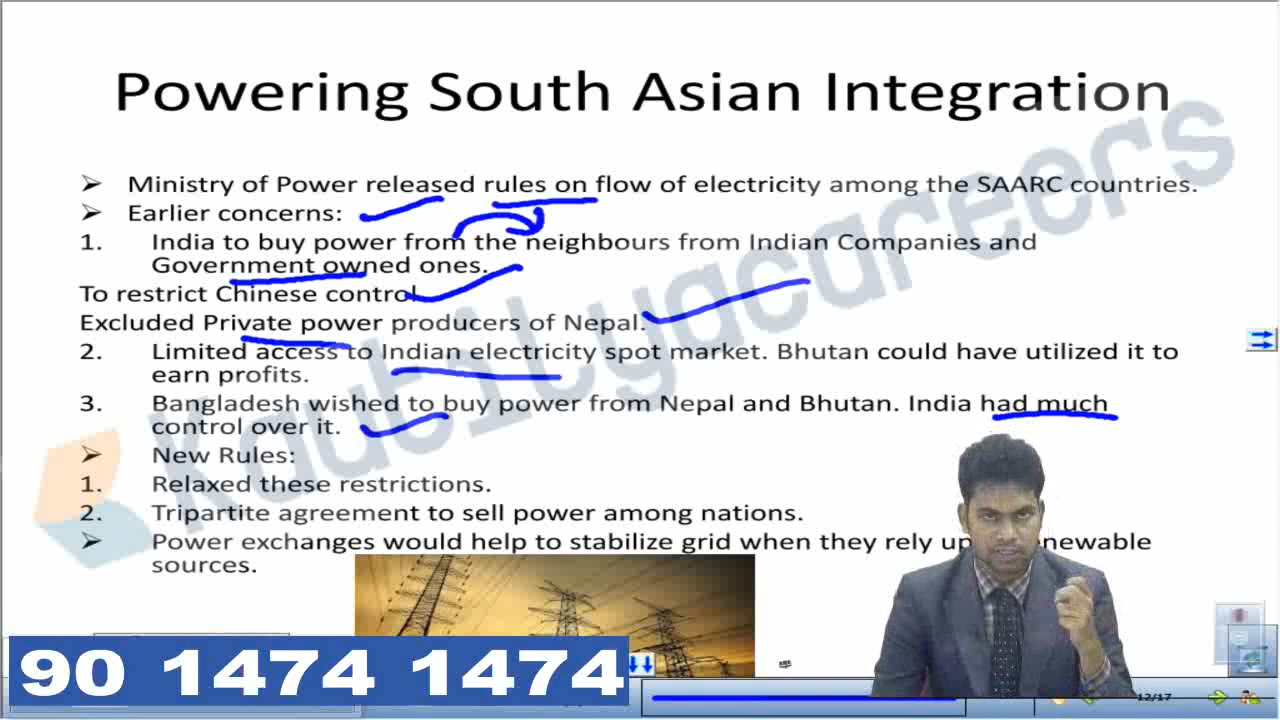 Powering South Asian Integration
➢ Ministry of Power released rules on flow of electricity among the SAARC countries.
➢ Earlier concerns:
1. India to buy power from the neighbours from Indian Companies and
Government owned ones.
To restrict Chinese control
Excluded Private power producers of Nepal.
2. Limited access to Indian electricity spot market. Bhutan could have utilized it to
earn profits.
3. Bangladesh wished to buy power from Nepal and Bhutan. India had much
control over it.
➢ New Rules:
1. Relaxed these restrictions.
2. Tripartite agreement to sell power among nations.
➢ Power exchanges would help to stabilize grid when they rely
sources.
kautilyacareers
90 1474 1474
12/17